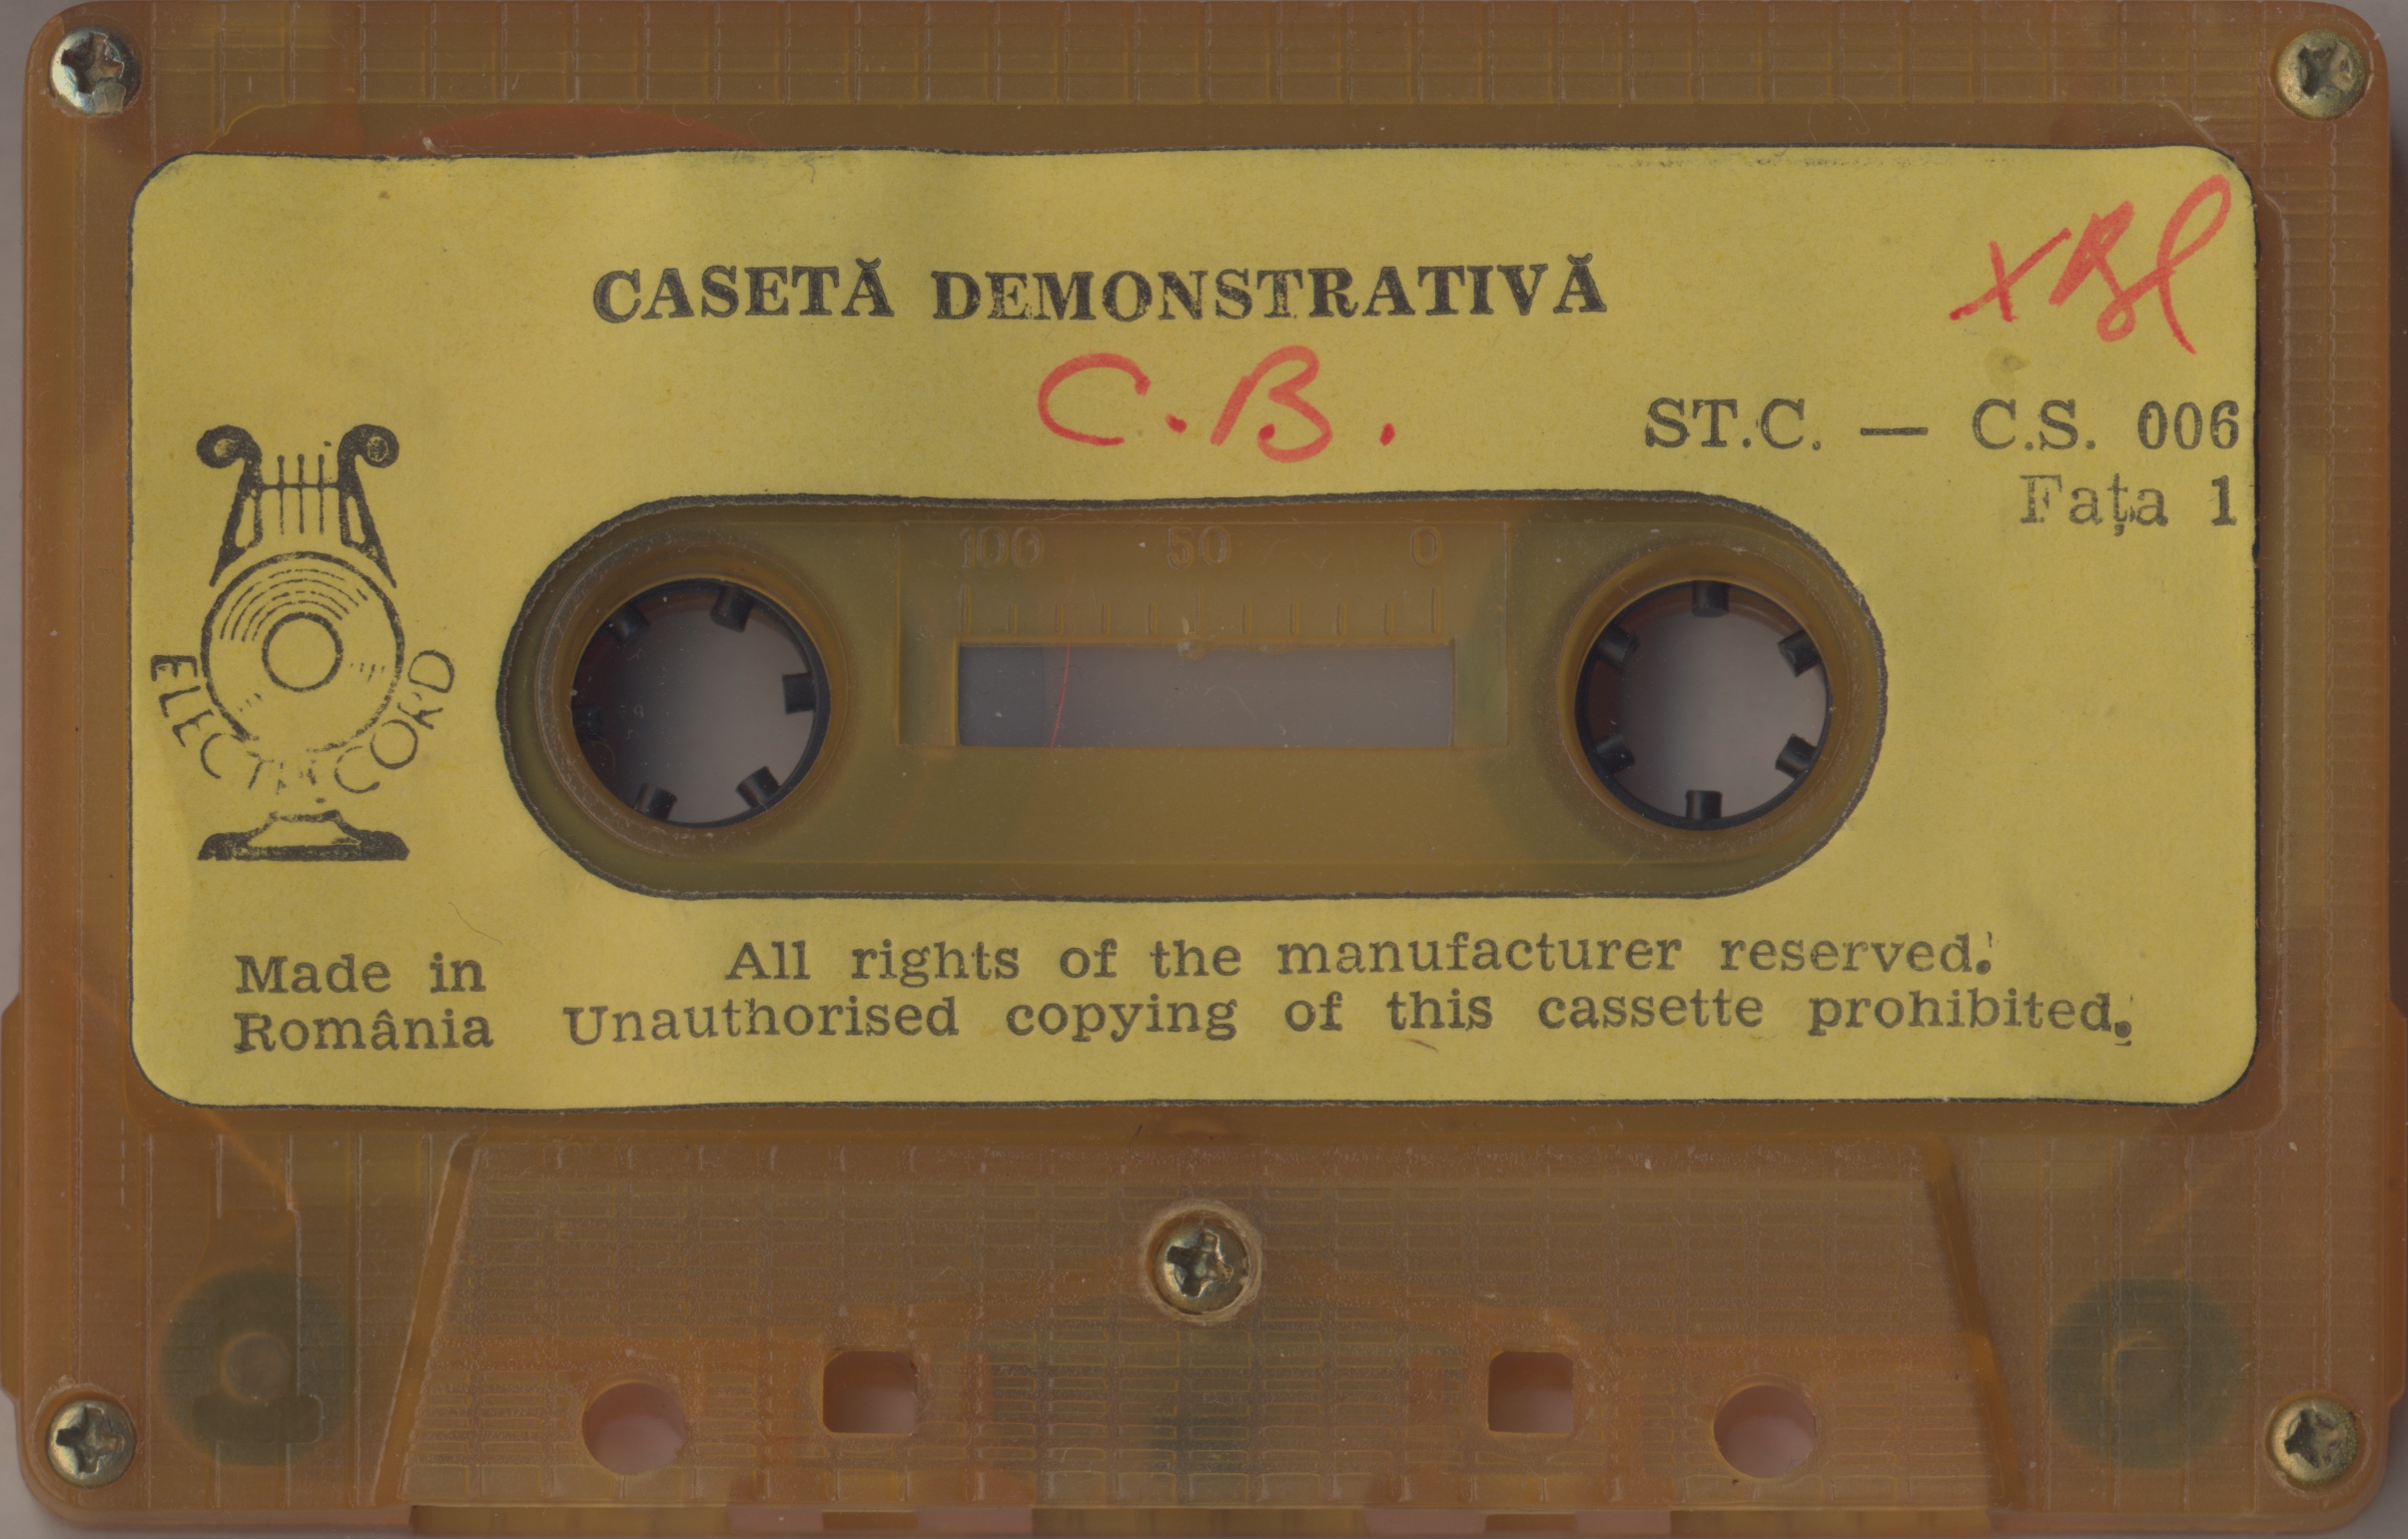 CASETĂ DEMONSTRATIVĂ
C.B.
ST.C. — C.S. 006
Fața 1
100 50 0
ELECTRECORD
Made in
România
All rights of the manufacturer reserved.
Unauthorised copying of this cassette prohibited.